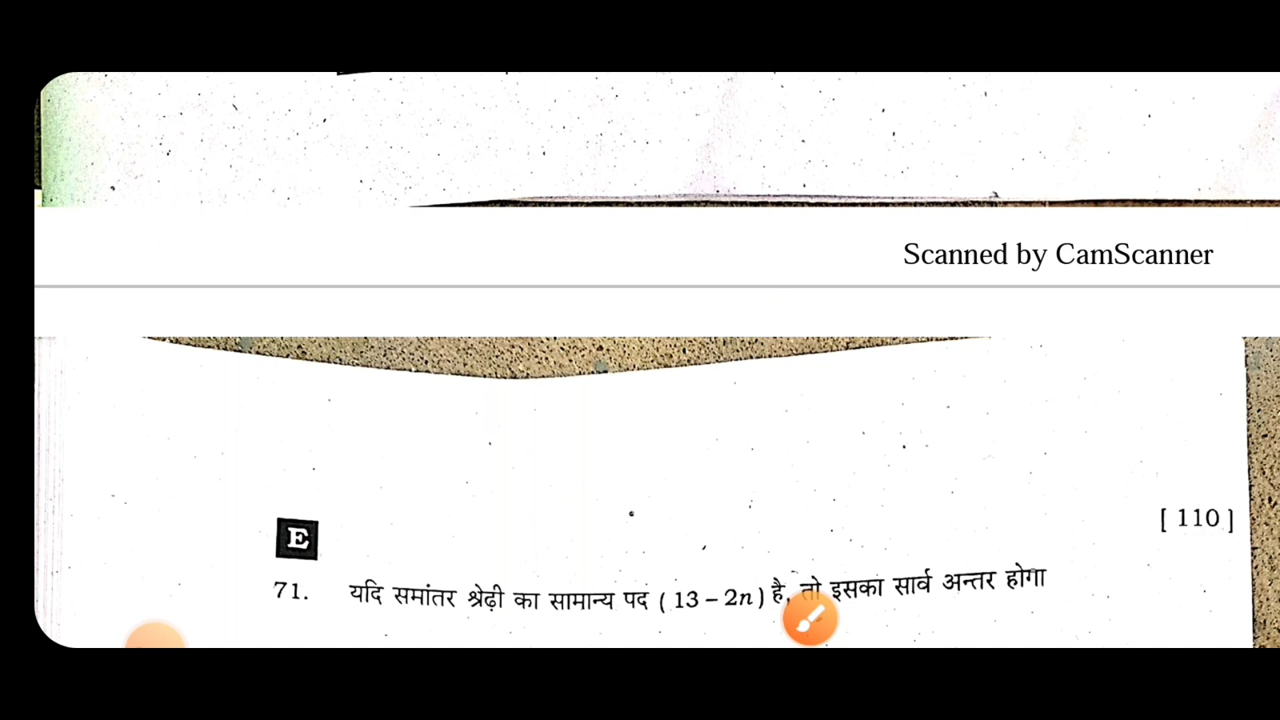 Scanned by CamScanner
E
[ 110 ]
71. यदि समांतर श्रेढ़ी का सामान्य पद ( 13 – 2n ) है, तो इसका सार्व अन्तर होगा